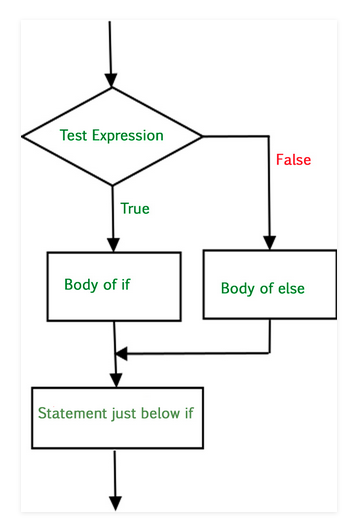 Test Expression
False
True
Body of if
Body of else
Statement just below if